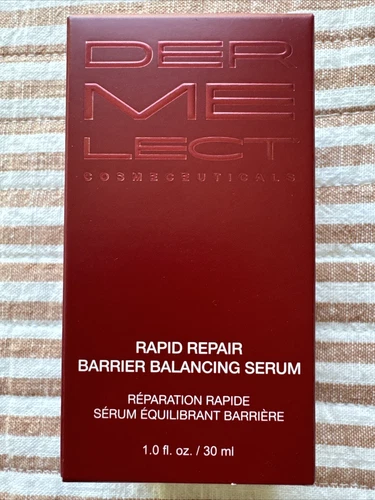 DER
ME
LECT
COSMECEUTICALS
RAPID REPAIR
BARRIER BALANCING SERUM
RÉPARATION RAPIDE
SÉRUM ÉQUILIBRANT BARRIÈRE
1.0 fl. oz. / 30 ml